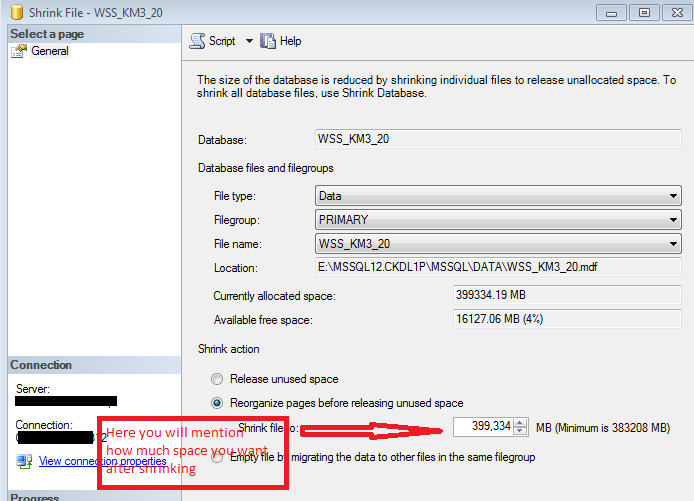 Shrink File - WSS_KM3_20
Select a page
General
Script
Help
The size of the database is reduced by shrinking individual files to release unallocated space. To
shrink all database files, use Shrink Database.
Database:
WSS_KM3_20
Database files and filegroups
File type:
Data
Filegroup:
PRIMARY
File name:
WSS_KM3_20
Location:
E:\MSSQL12.CKDL1P\MSSQL\DATA\WSS_KM3_20.mdf
Currently allocated space:
399334.19 MB
Available free space:
16127.06 MB (4%)
Shrink action
Release unused space
Reorganize pages before releasing unused space
Shrink file to:
399,334
MB (Minimum is 383208 MB)
Empty file by migrating the data to other files in the same filegroup
Connection
Server:
Connection:
View connection properties
Progress
Here you will mention
how much space you want
after shrinking